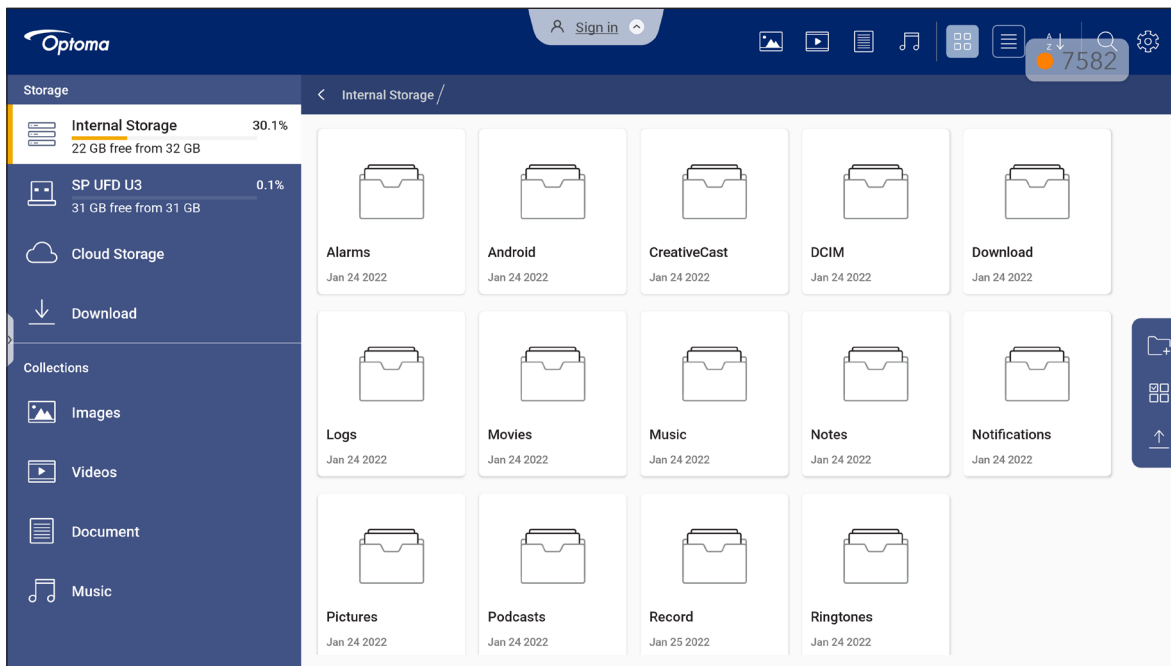 Optoma
Sign in
A
Z
7582
Storage
Internal Storage /
Internal Storage 30.1%
22 GB free from 32 GB
SP UFD U3 0.1%
31 GB free from 31 GB
Cloud Storage
Download
Collections
Images
Videos
Document
Music
Alarms Android CreativeCast DCIM Download
Jan 24 2022 Jan 24 2022 Jan 24 2022 Jan 24 2022 Jan 24 2022
Logs Movies Music Notes Notifications
Jan 24 2022 Jan 24 2022 Jan 24 2022 Jan 24 2022 Jan 24 2022
Pictures Podcasts Record Ringtones
Jan 24 2022 Jan 24 2022 Jan 25 2022 Jan 24 2022